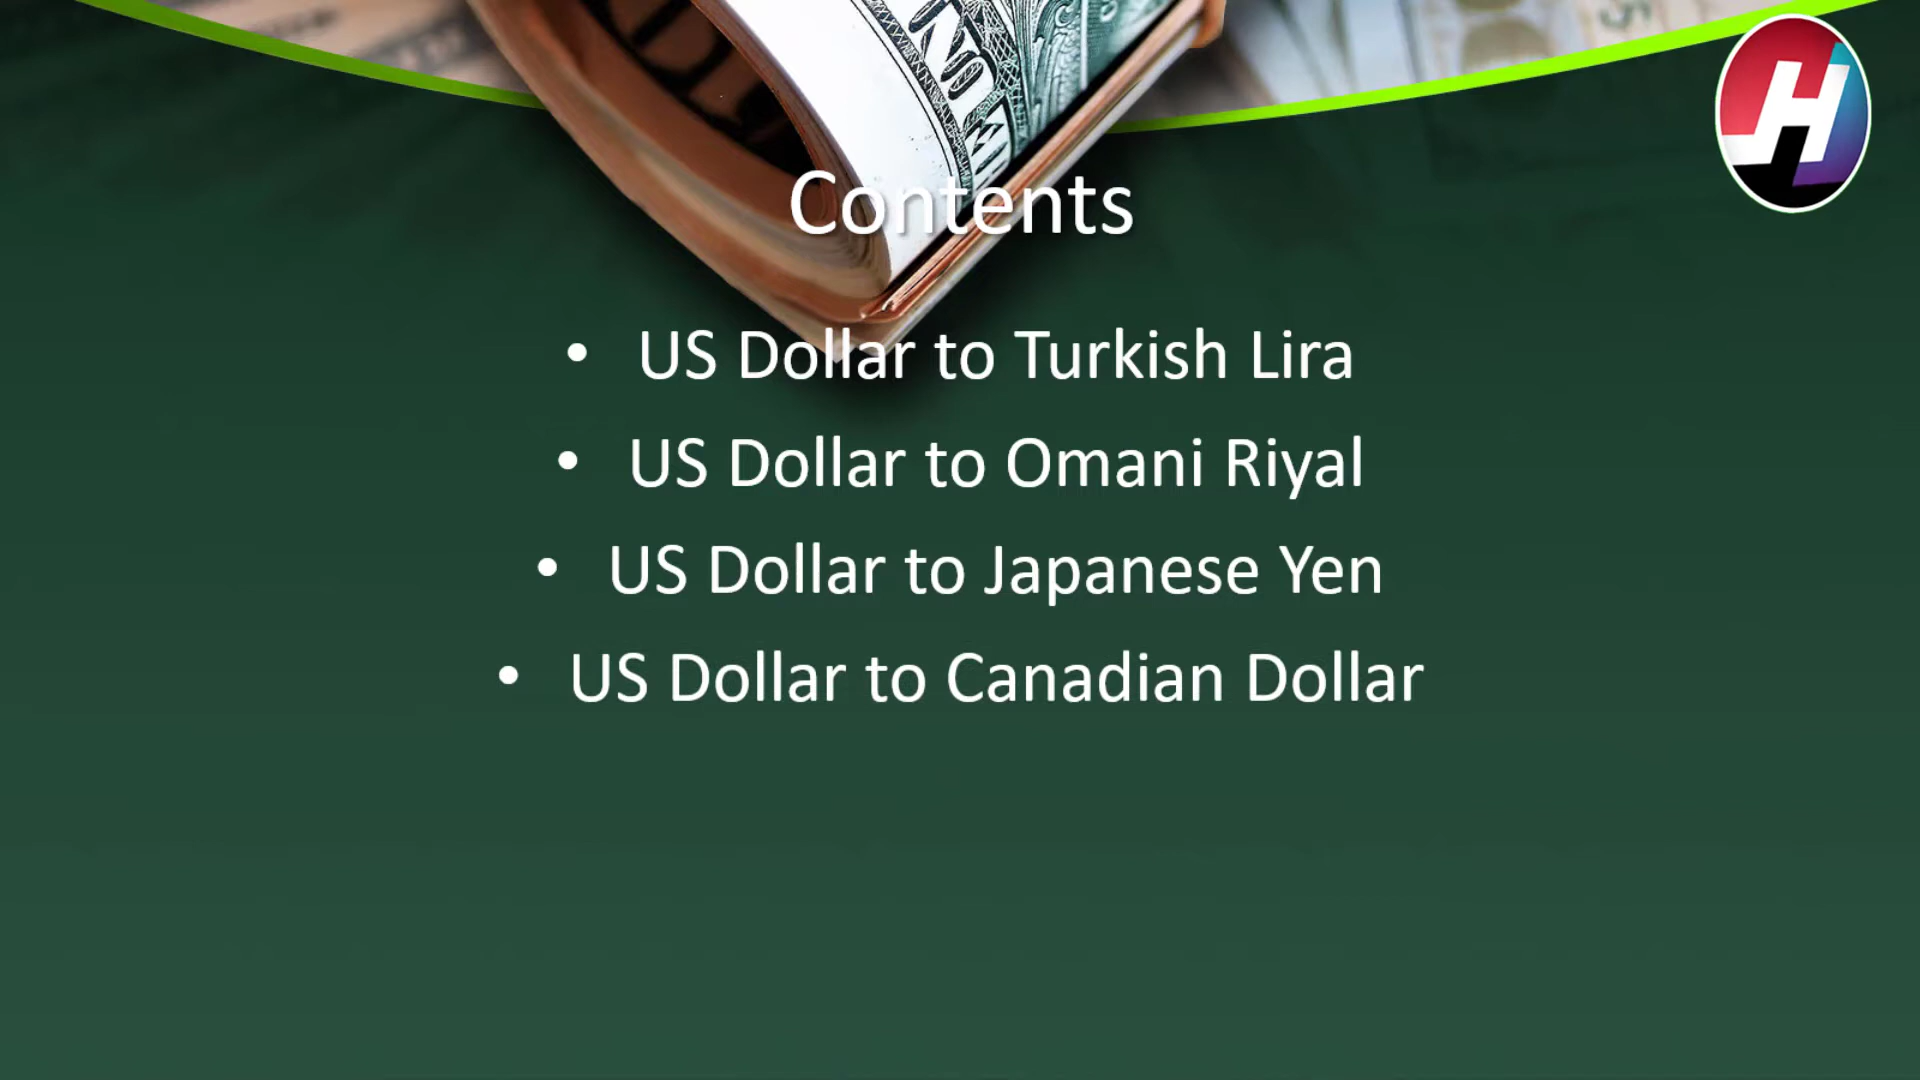 Contents
• US Dollar to Turkish Lira
• US Dollar to Omani Riyal
• US Dollar to Japanese Yen
• US Dollar to Canadian Dollar
H